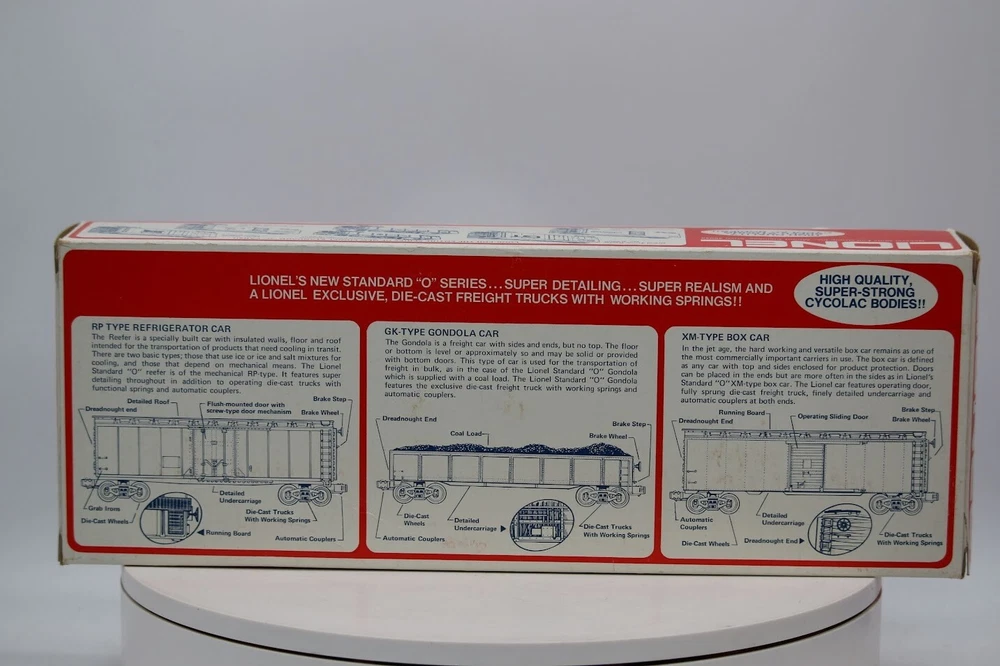 LIONEL
LIONEL'S NEW STANDARD "O" SERIES...SUPER DETAILING...SUPER REALISM AND
A LIONEL EXCLUSIVE, DIE-CAST FREIGHT TRUCKS WITH WORKING SPRINGS!!
HIGH QUALITY,
SUPER-STRONG
CYCOLAC BODIES!!
RP TYPE REFRIGERATOR CAR
The Reefer is a specially built car with insulated walls, floor and roof
intended for the transportation of products that need cooling in transit.
There are two basic types; those that use ice or ice and salt mixtures for
cooling, and those that depend on mechanical means. The Lionel
Standard "O" reefer is of the mechanical RP-type. It features super
detailing throughout in addition to operating die-cast trucks with
functional springs and automatic couplers.
Detailed Roof
Dreadnought end
Flush-mounted door with
screw-type door mechanism
Brake Step
Brake Wheel
Grab Irons
Die-Cast Wheels
Detailed
Undercarriage
Die-Cast Trucks
With Working Springs
Running Board
Automatic Couplers
GK-TYPE GONDOLA CAR
The Gondola is a freight car with sides and ends, but no top. The floor
or bottom is level or approximately so and may be solid or provided
with bottom doors. This type of car is used for the transportation of
freight in bulk, as in the case of the Lionel Standard "O" Gondola
which is supplied with a coal load. The Lionel Standard "O" Gondola
features the exclusive die-cast freight truck with working springs and
automatic couplers.
Dreadnought End
Coal Load
Brake Step
Brake Wheel
Die-Cast
Wheels
Detailed
Undercarriage
Die-Cast Trucks
With Working Springs
Automatic Couplers
XM-TYPE BOX CAR
In the jet age, the hard working and versatile box car remains as one of
the most commercially important carriers in use. The box car is defined
as any car with top and sides enclosed for product protection. Doors
can be placed in the ends but are more often in the sides as in Lionel's
Standard "O" XM-type box car. The Lionel car features operating door,
fully sprung die-cast freight truck, finely detailed undercarriage and
automatic couplers at both ends.
Running Board
Dreadnought End
Operating Sliding Door
Brake Step
Brake Wheel
Automatic
Couplers
Die-Cast Wheels
Detailed
Undercarriage
Dreadnought End
Die-Cast Trucks
With Working Springs